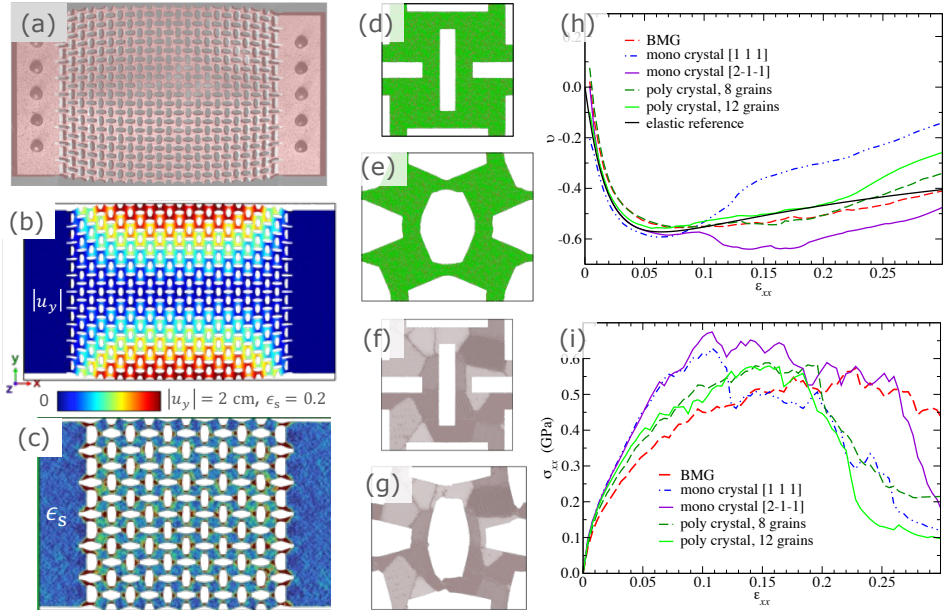 (a)
(b)
|u_y|
y
z
x
0
|u_y| = 2 cm, ϵ_s = 0.2
(c)
ϵ_s
(d)
(e)
(f)
(g)
(h)
BMG
mono crystal [1 1 1]
mono crystal [2-1-1]
poly crystal, 8 grains
poly crystal, 12 grains
elastic reference
υ
0.0
-0.2
-0.4
-0.6
0 0.05 0.1 0.15 0.2 0.25
ε_xx
(i)
σ_xx (GPa)
0.6
0.5
0.4
0.3
0.2
0.1
0
BMG
mono crystal [1 1 1]
mono crystal [2-1-1]
poly crystal, 8 grains
poly crystal, 12 grains
0 0.05 0.1 0.15 0.2 0.25
ε_xx